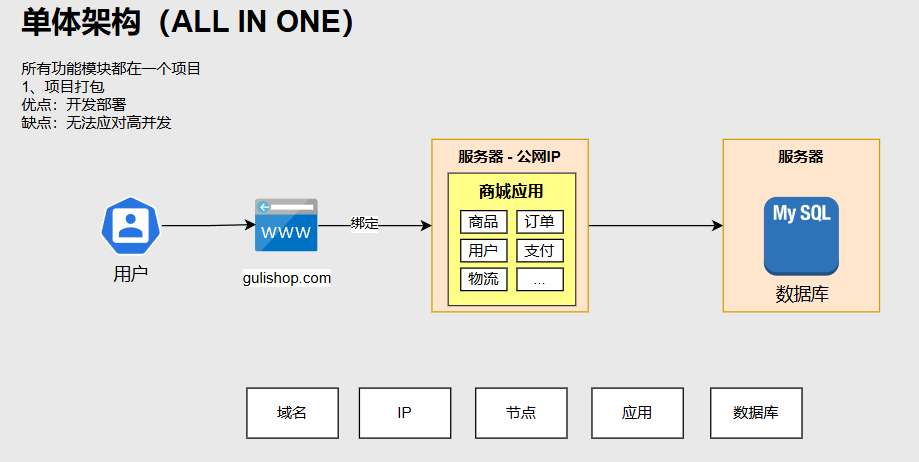 单体架构（ALL IN ONE）
所有功能模块都在一个项目
1、项目打包
优点：开发部署
缺点：无法应对高并发
用户
WWW
gulishop.com
绑定
服务器 - 公网IP
商城应用
商品
订单
用户
支付
物流
...
服务器
My SQL
数据库
域名
IP
节点
应用
数据库